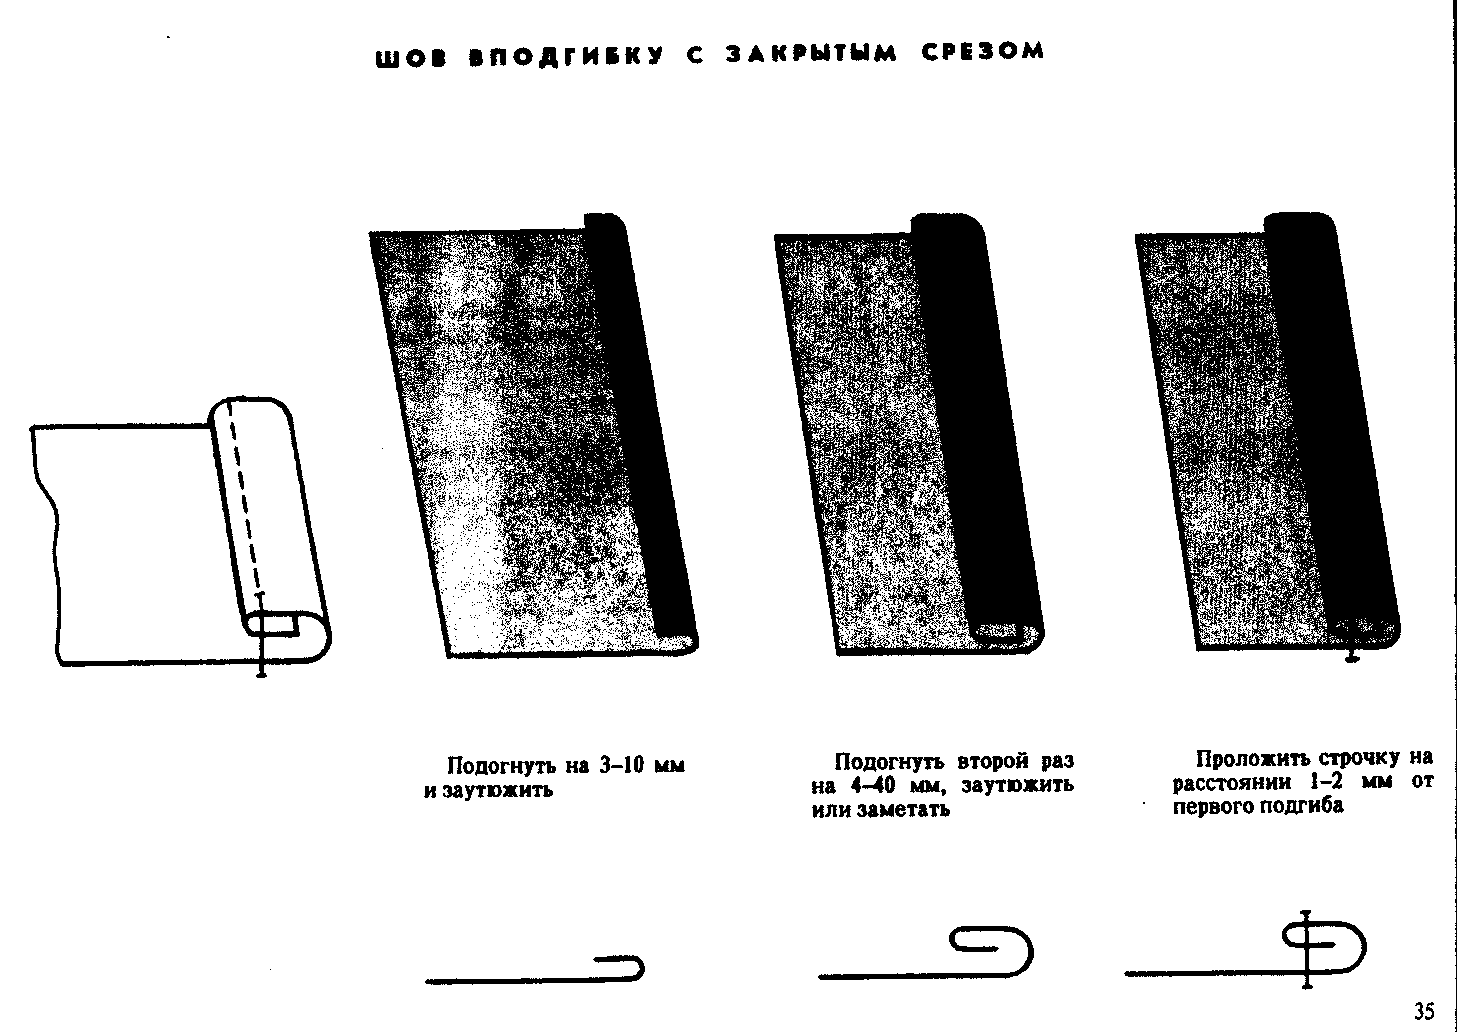 ШОВ ВПОДГИБКУ С ЗАКРЫТЫМ СРЕЗОМ
Подогнуть на 3–10 мм
и заутюжить
Подогнуть второй раз
на 4–40 мм, заутюжить
или заметать
Проложить строчку на
расстоянии 1–2 мм от
первого подгиба
35